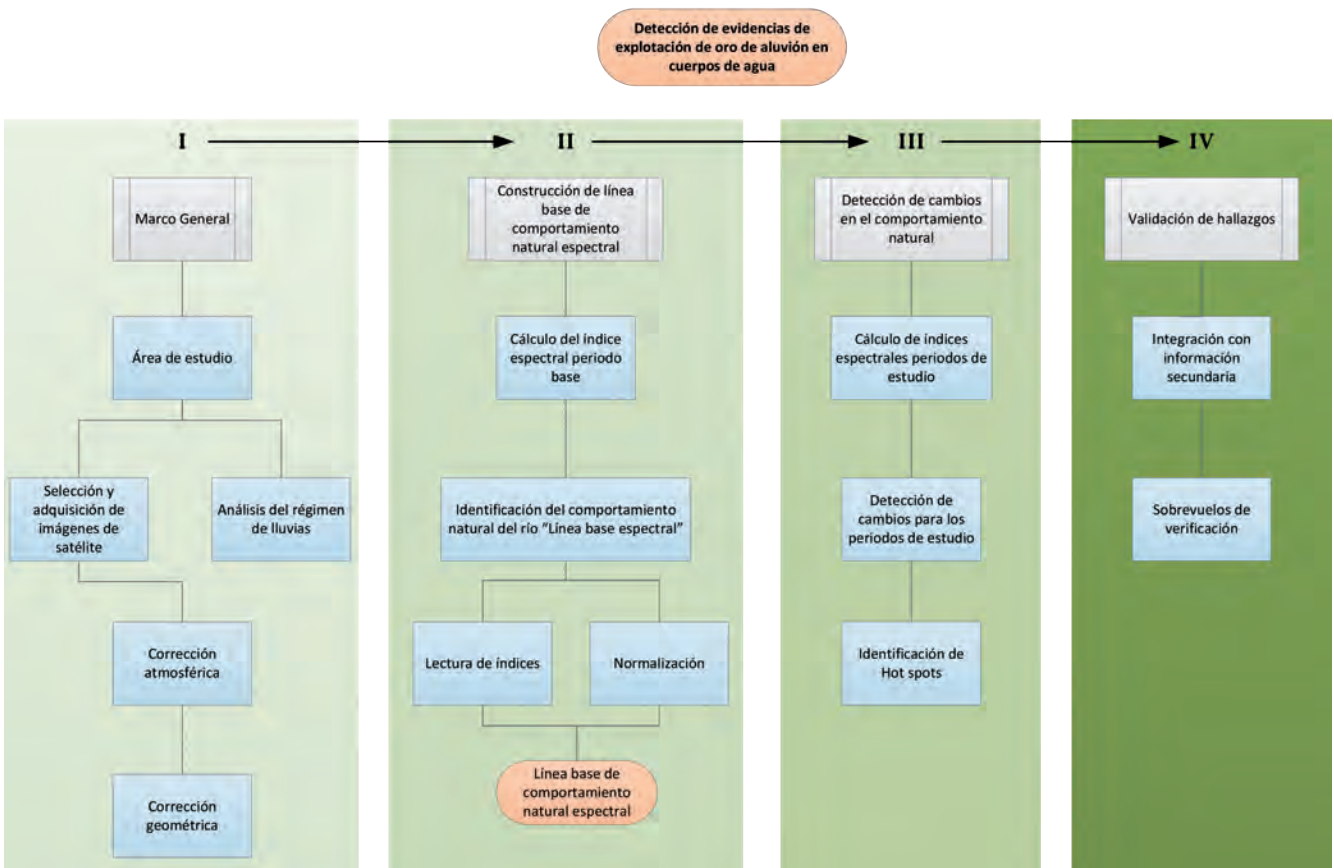 Detección de evidencias de
explotación de oro de aluvión en
cuerpos de agua
I
II
III
IV
Marco General
Área de estudio
Selección y
adquisición de
imágenes de
satélite
Análisis del régimen
de lluvias
Corrección
atmosférica
Corrección
geométrica
Construcción de línea
base de
comportamiento
natural espectral
Cálculo del índice
espectral periodo
base
Identificación del comportamiento
natural del río “Línea base espectral”
Lectura de índices
Normalización
Línea base de
comportamiento
natural espectral
Detección de cambios
en el comportamiento
natural
Cálculo de índices
espectrales periodos de
estudio
Detección de
cambios para los
periodos de estudio
Identificación de
Hot spots
Validación de hallazgos
Integración con
información
secundaria
Sobrevuelos de
verificación